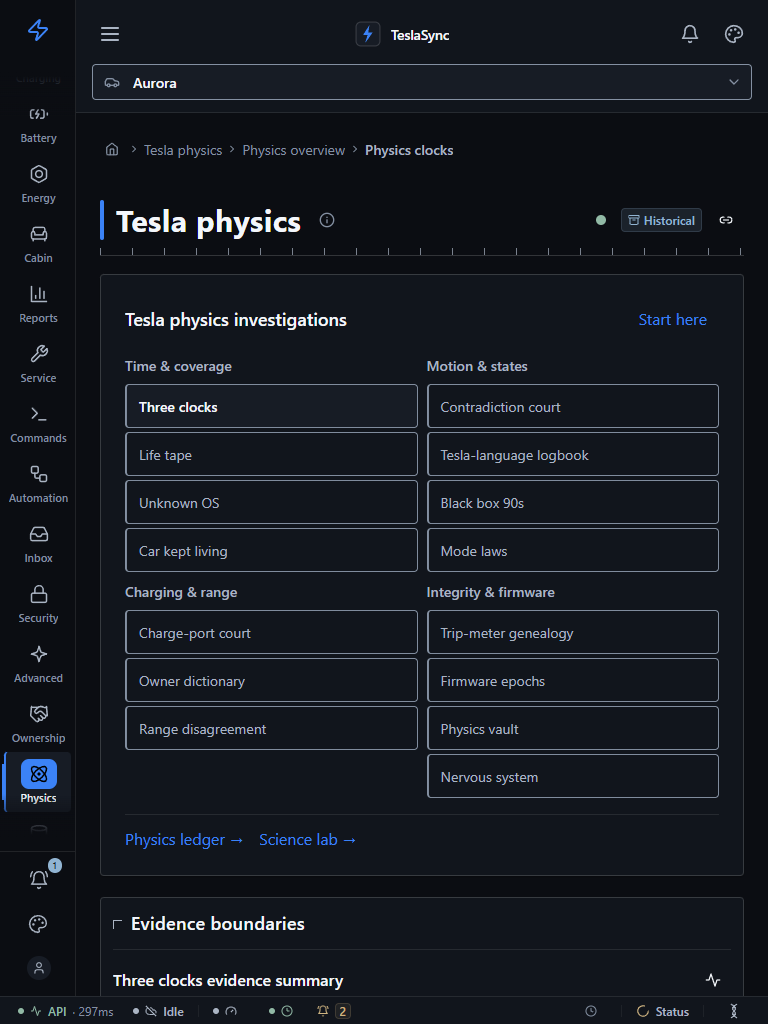 TeslaSync
Aurora
Battery
Energy
Cabin
Reports
Service
Commands
Automation
Inbox
Security
Advanced
Ownership
Physics
1
Tesla physics
Physics overview
Physics clocks
Tesla physics
Historical
Tesla physics investigations
Start here
Time & coverage
Three clocks
Life tape
Unknown OS
Car kept living
Motion & states
Contradiction court
Tesla-language logbook
Black box 90s
Mode laws
Charging & range
Charge-port court
Owner dictionary
Range disagreement
Integrity & firmware
Trip-meter genealogy
Firmware epochs
Physics vault
Nervous system
Physics ledger →
Science lab →
Evidence boundaries
Three clocks evidence summary
API · 297ms
Idle
2
Status